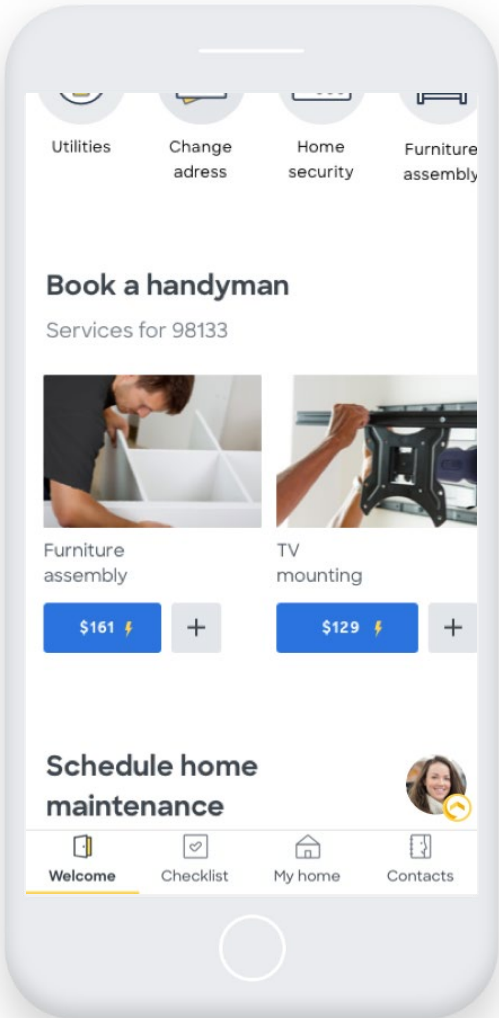 Utilities
Change
adress
Home
security
Furniture
assembly
Book a handyman
Services for 98133
Furniture
assembly
TV
mounting
$161
$129
Schedule home
maintenance
Welcome
Checklist
My home
Contacts